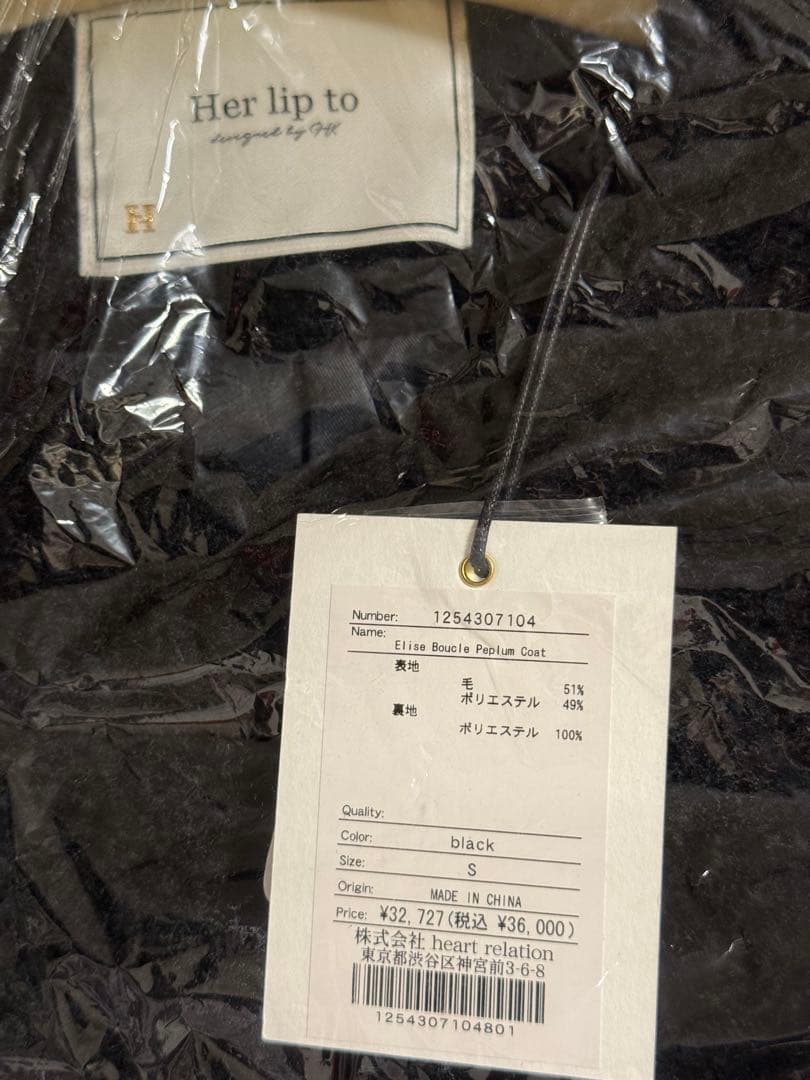 Her lip to
designed by HK
H
Number: 1254307104
Name:
Elise Boucle Peplum Coat
表地
毛 51%
ポリエステル 49%
裏地
ポリエステル 100%
Quality:
Color: black
Size: S
Origin: MADE IN CHINA
Price: ¥32,727(税込 ¥36,000)
株式会社 heart relation
東京都渋谷区神宮前3-6-8
1254307104801